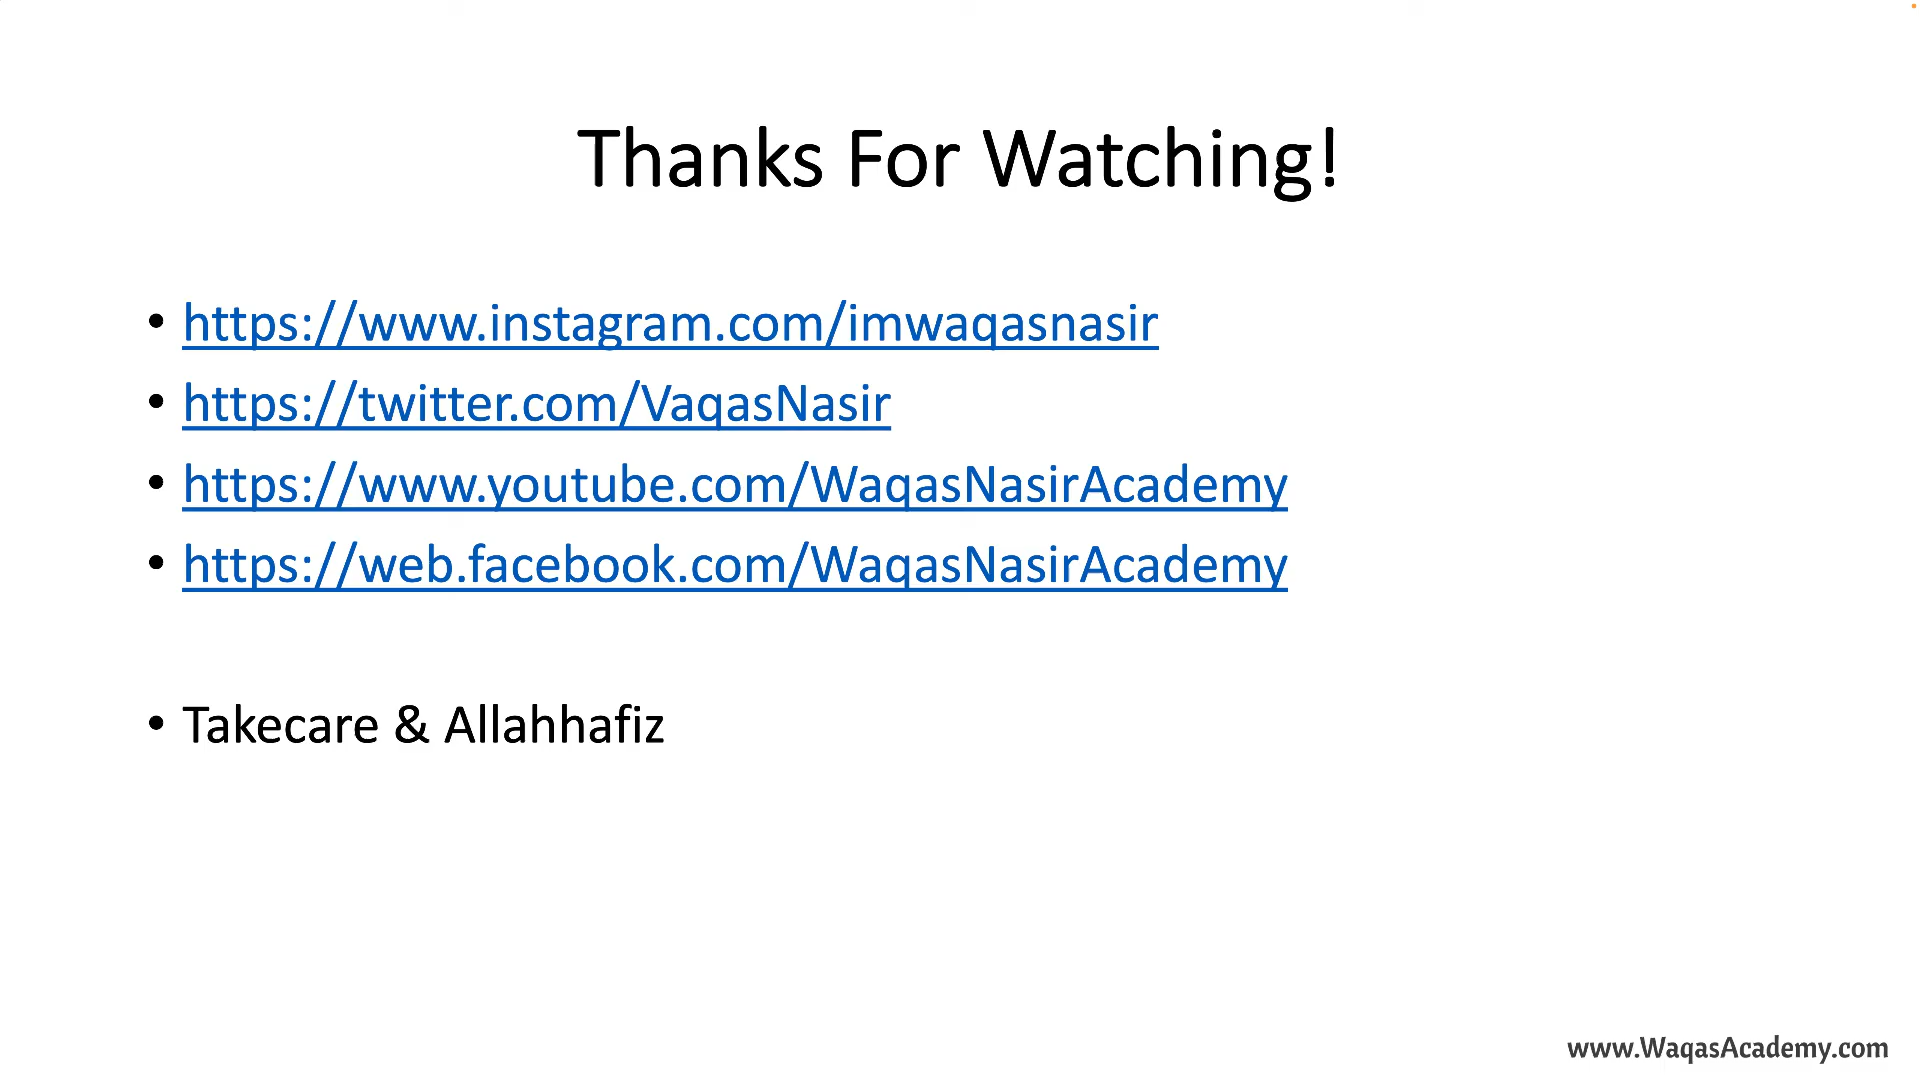 Thanks For Watching!
• https://www.instagram.com/imwaqasnasir
• https://twitter.com/VaqasNasir
• https://www.youtube.com/WaqasNasirAcademy
• https://web.facebook.com/WaqasNasirAcademy
• Takecare & Allahhafiz
www.WaqasAcademy.com